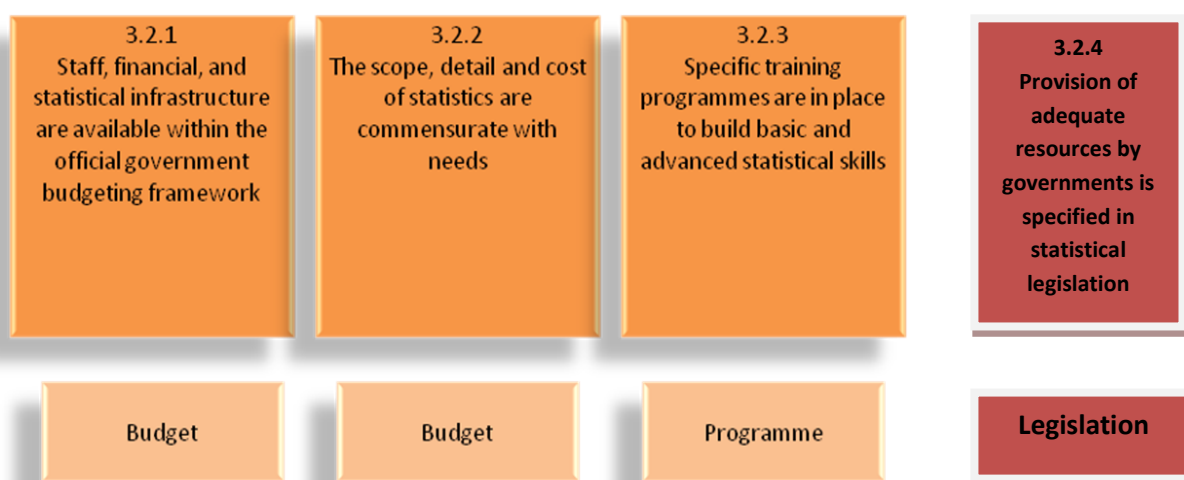 3.2.1
Staff, financial, and
statistical infrastructure
are available within the
official government
budgeting framework
3.2.2
The scope, detail and cost
of statistics are
commensurate with
needs
3.2.3
Specific training
programmes are in place
to build basic and
advanced statistical skills
3.2.4
Provision of
adequate
resources by
governments is
specified in
statistical
legislation
Budget
Budget
Programme
Legislation